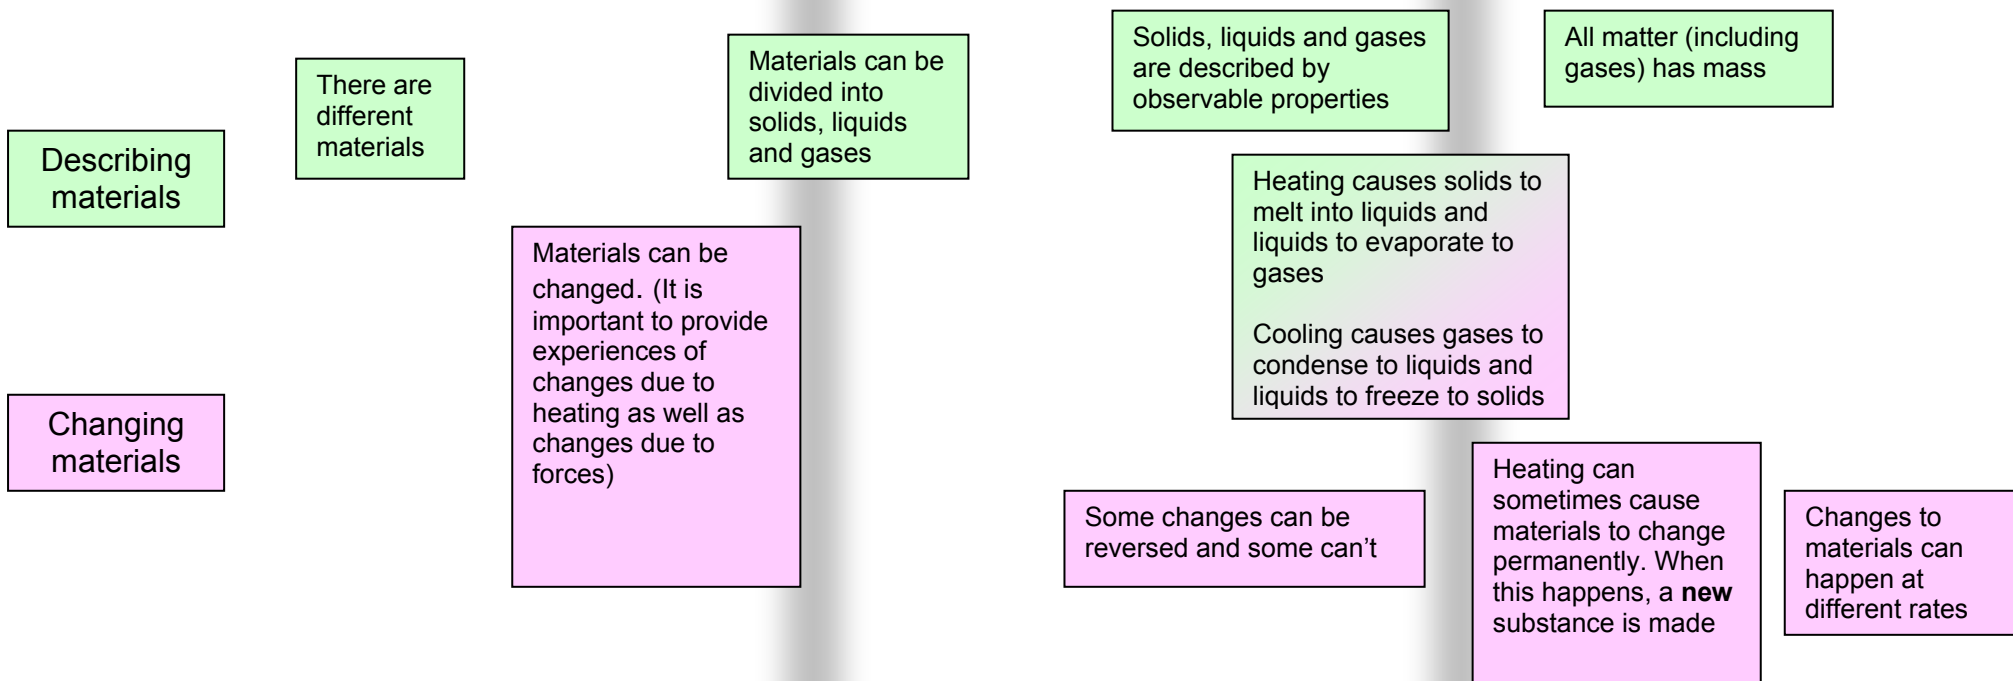 Describing
materials
There are
different
materials
Materials can be
divided into
solids, liquids
and gases
Solids, liquids and gases
are described by
observable properties
All matter (including
gases) has mass
Heating causes solids to
melt into liquids and
liquids to evaporate to
gases
Cooling causes gases to
condense to liquids and
liquids to freeze to solids
Changing
materials
Materials can be
changed. (It is
important to provide
experiences of
changes due to
heating as well as
changes due to
forces)
Some changes can be
reversed and some can’t
Heating can
sometimes cause
materials to change
permanently. When
this happens, a new
substance is made
Changes to
materials can
happen at
different rates